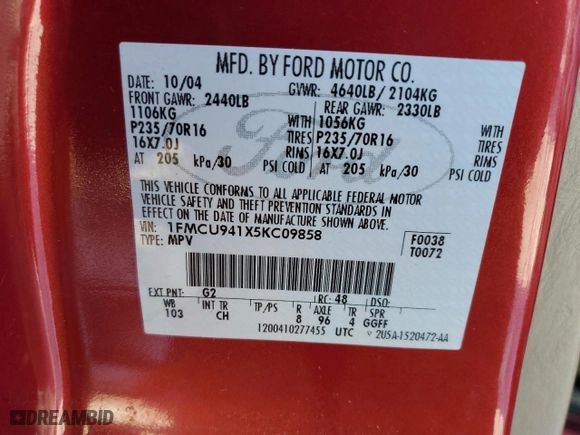 MFD. BY FORD MOTOR CO.
DATE: 10/04 GVWR: 4640LB/ 2104KG
FRONT GAWR: 2440LB REAR GAWR: 2330LB
1106KG 1056KG WITH
P235/70R16 WITH TIRES P235/70R16 TIRES
16X7.0J TIRES RIMS 16X7.0J RIMS
AT 205 kPa/30 PSI COLD AT 205 kPa/30 PSI COLD
THIS VEHICLE CONFORMS TO ALL APPLICABLE FEDERAL MOTOR
VEHICLE SAFETY AND THEFT PREVENTION STANDARDS IN
EFFECT ON THE DATE OF MANUFACTURE SHOWN ABOVE.
VIN: 1FMCU941X5KC09858 F0038
TYPE: MPV T0072
EXT PNT: G2 RC: 48 DSO:
WB INT TR TP/PS R AXLE TR SPR
103 CH 8 96 4 GGFF
1200410277455 UTC 2U5A-1520472-AA
Ford
DREAMBID